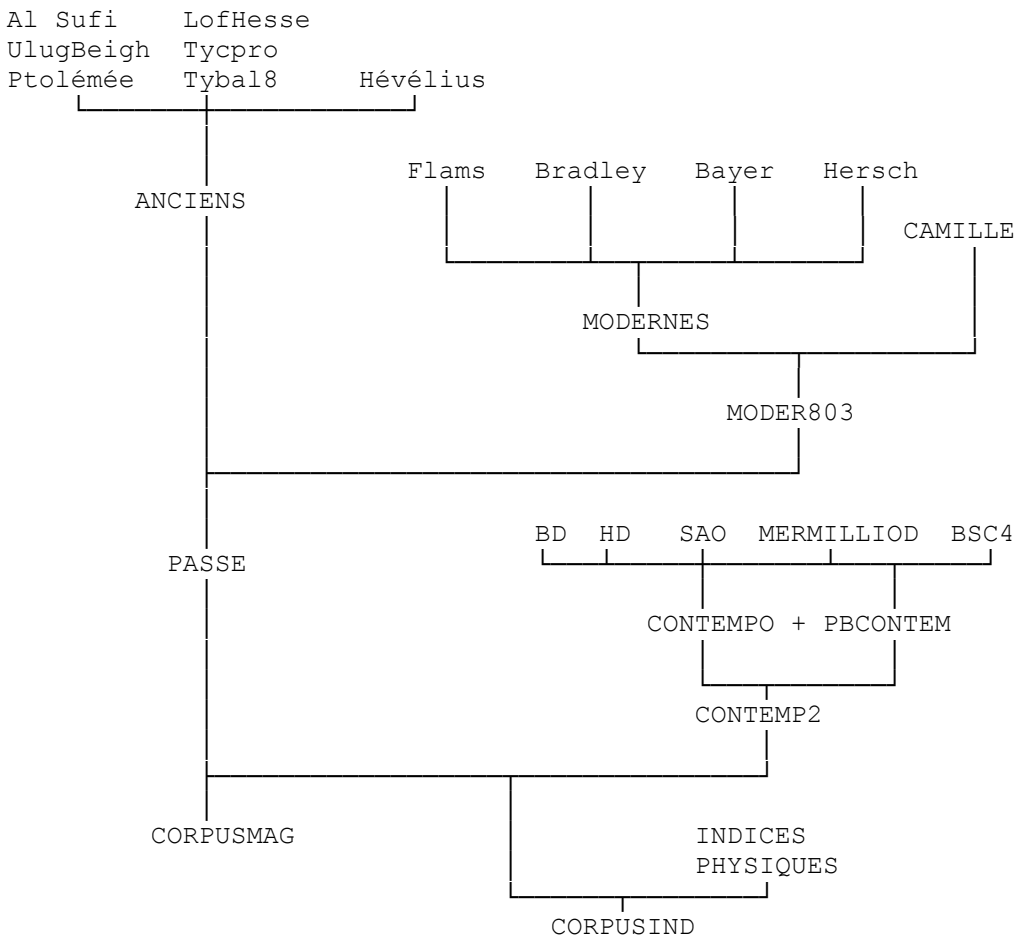 Al Sufi LofHesse
UlugBeigh Tycpro
Ptolémée Tybal8 Hévélius
Flams Bradley Bayer Hersch
ANCIENS
CAMILLE
MODERNES
MODER803
BD HD SAO MERMILLIOD BSC4
PASSE
CONTEMPO + PBCONTEM
CONTEMP2
CORPUSMAG INDICES
PHYSIQUES
CORPUSIND